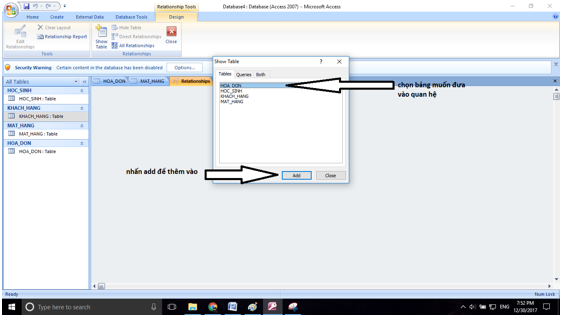 Relationship Tools
Database4 : Database (Access 2007) - Microsoft Access
Home Create External Data Database Tools Design
Clear Layout
Relationship Report
Edit Relationships
Tools
Show Table
Hide Table
Direct Relationships
All Relationships
Close
Relationships
Security Warning Certain content in the database has been disabled Options...
All Tables
HOA_DON MAT_HANG Relationships
HOC_SINH
HOC_SINH : Table
KHACH_HANG
KHACH_HANG : Table
MAT_HANG
MAT_HANG : Table
HOA_DON
HOA_DON : Table
Show Table ? ×
Tables Queries Both
HOA_DON
HOC_SINH
KHACH_HANG
MAT_HANG
Add Close
chọn bảng muốn đưa
vào quan hệ
nhấn add để thêm vào
Ready
Num Lock
Type here to search
ENG
7:52 PM
12/30/2017